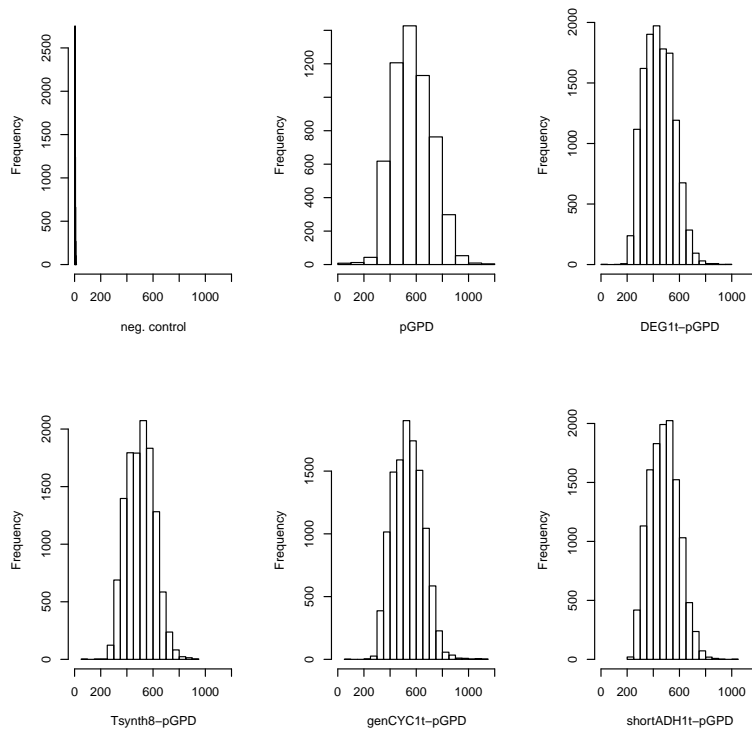 Frequency
0 500 1000 1500 2000 2500
0 200 600 1000
neg. control
Frequency
0 200 400 600 800 1200
0 200 600 1000
pGPD
Frequency
0 500 1000 1500 2000
0 200 600 1000
DEG1t−pGPD
Frequency
0 500 1000 1500 2000
0 200 600 1000
Tsynth8−pGPD
Frequency
0 500 1000 1500
0 200 600 1000
genCYC1t−pGPD
Frequency
0 500 1000 1500 2000
0 200 600 1000
shortADH1t−pGPD